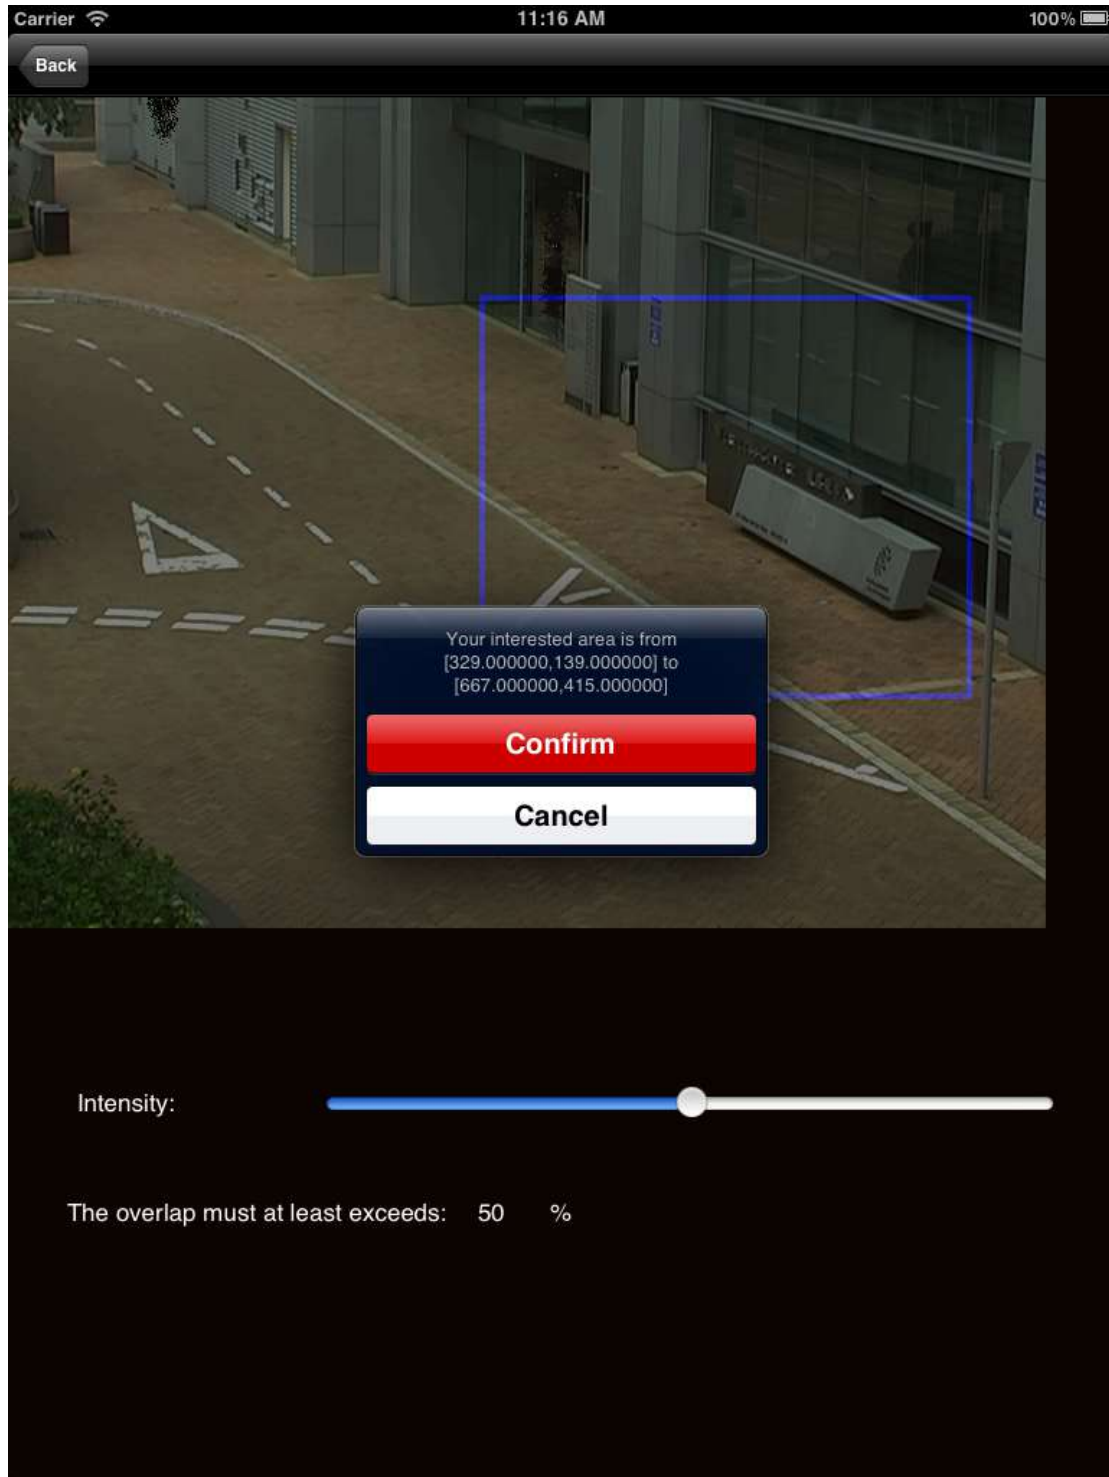 Carrier 11:16 AM 100%
Back
Your interested area is from
[329.000000,139.000000] to
[667.000000,415.000000]
Confirm
Cancel
Intensity:
The overlap must at least exceeds: 50 %